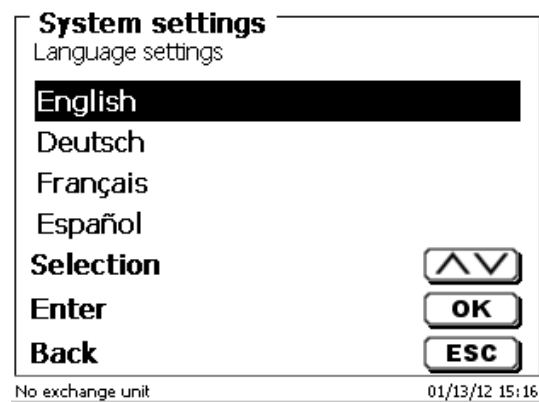 System settings
Language settings
English
Deutsch
Français
Español
Selection
Enter OK
Back ESC
No exchange unit 01/13/12 15:16